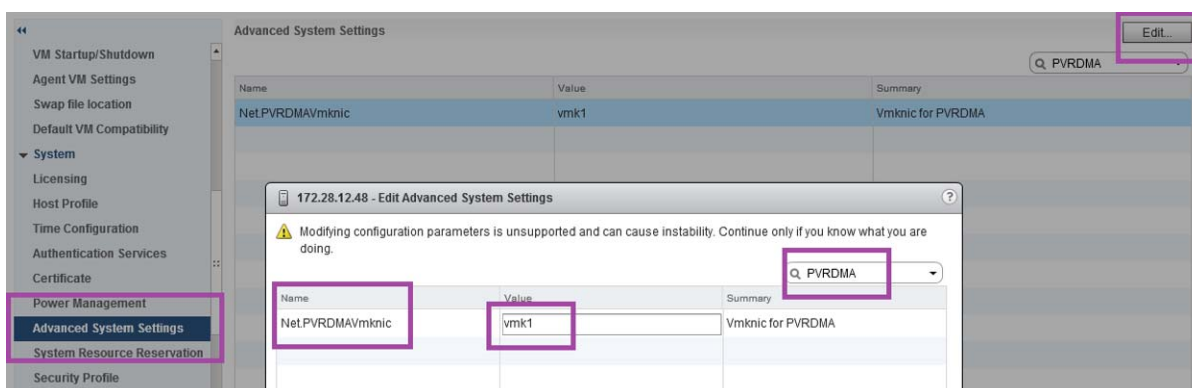 Advanced System Settings
Edit...
VM Startup/Shutdown
PVRDMA
Agent VM Settings
Name Value Summary
Swap file location
Net.PVRDMAVmknic vmk1 Vmknic for PVRDMA
Default VM Compatibility
System
Licensing
Host Profile
172.28.12.48 - Edit Advanced System Settings ?
Time Configuration
Modifying configuration parameters is unsupported and can cause instability. Continue only if you know what you are
doing.
Authentication Services
PVRDMA
Certificate
Power Management
Name Value Summary
Advanced System Settings
Net.PVRDMAVmknic vmk1 Vmknic for PVRDMA
System Resource Reservation
Security Profile